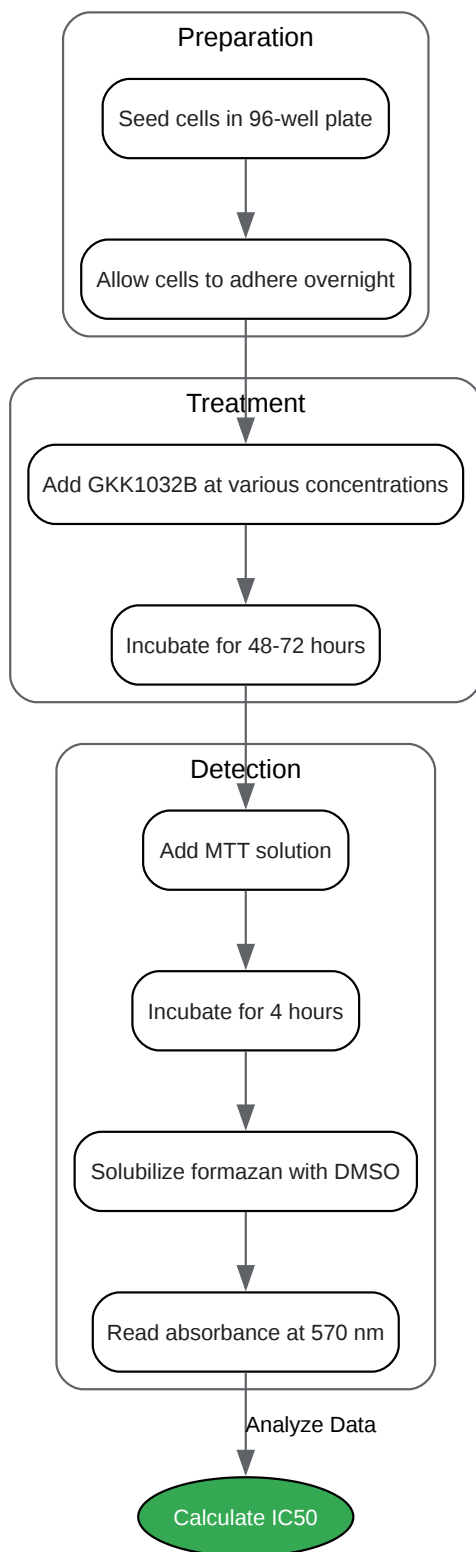 Preparation
Seed cells in 96-well plate
Allow cells to adhere overnight
Treatment
Add GKK1032B at various concentrations
Incubate for 48-72 hours
Detection
Add MTT solution
Incubate for 4 hours
Solubilize formazan with DMSO
Read absorbance at 570 nm
Analyze Data
Calculate IC50